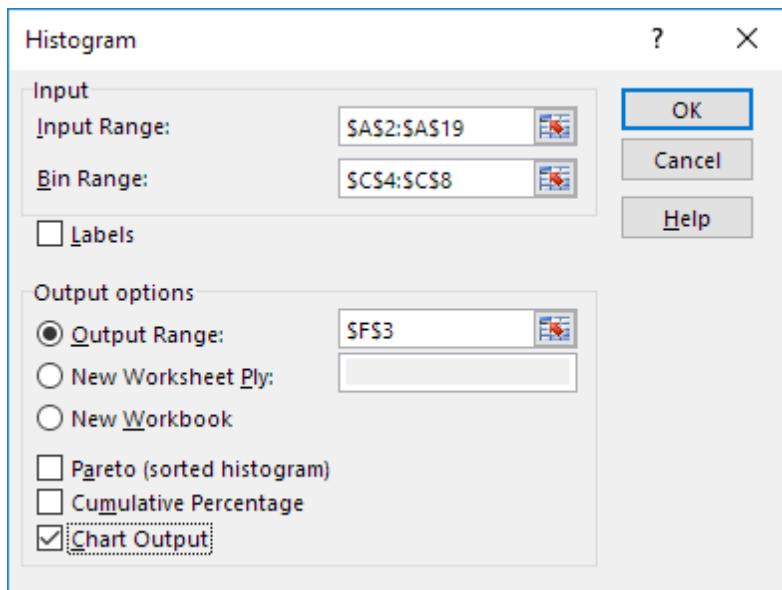 Histogram ? ×
Input
Input Range: $A$2:$A$19
Bin Range: $C$4:$C$8
Labels
OK
Cancel
Help
Output options
Output Range: $F$3
New Worksheet Ply:
New Workbook
Pareto (sorted histogram)
Cumulative Percentage
Chart Output